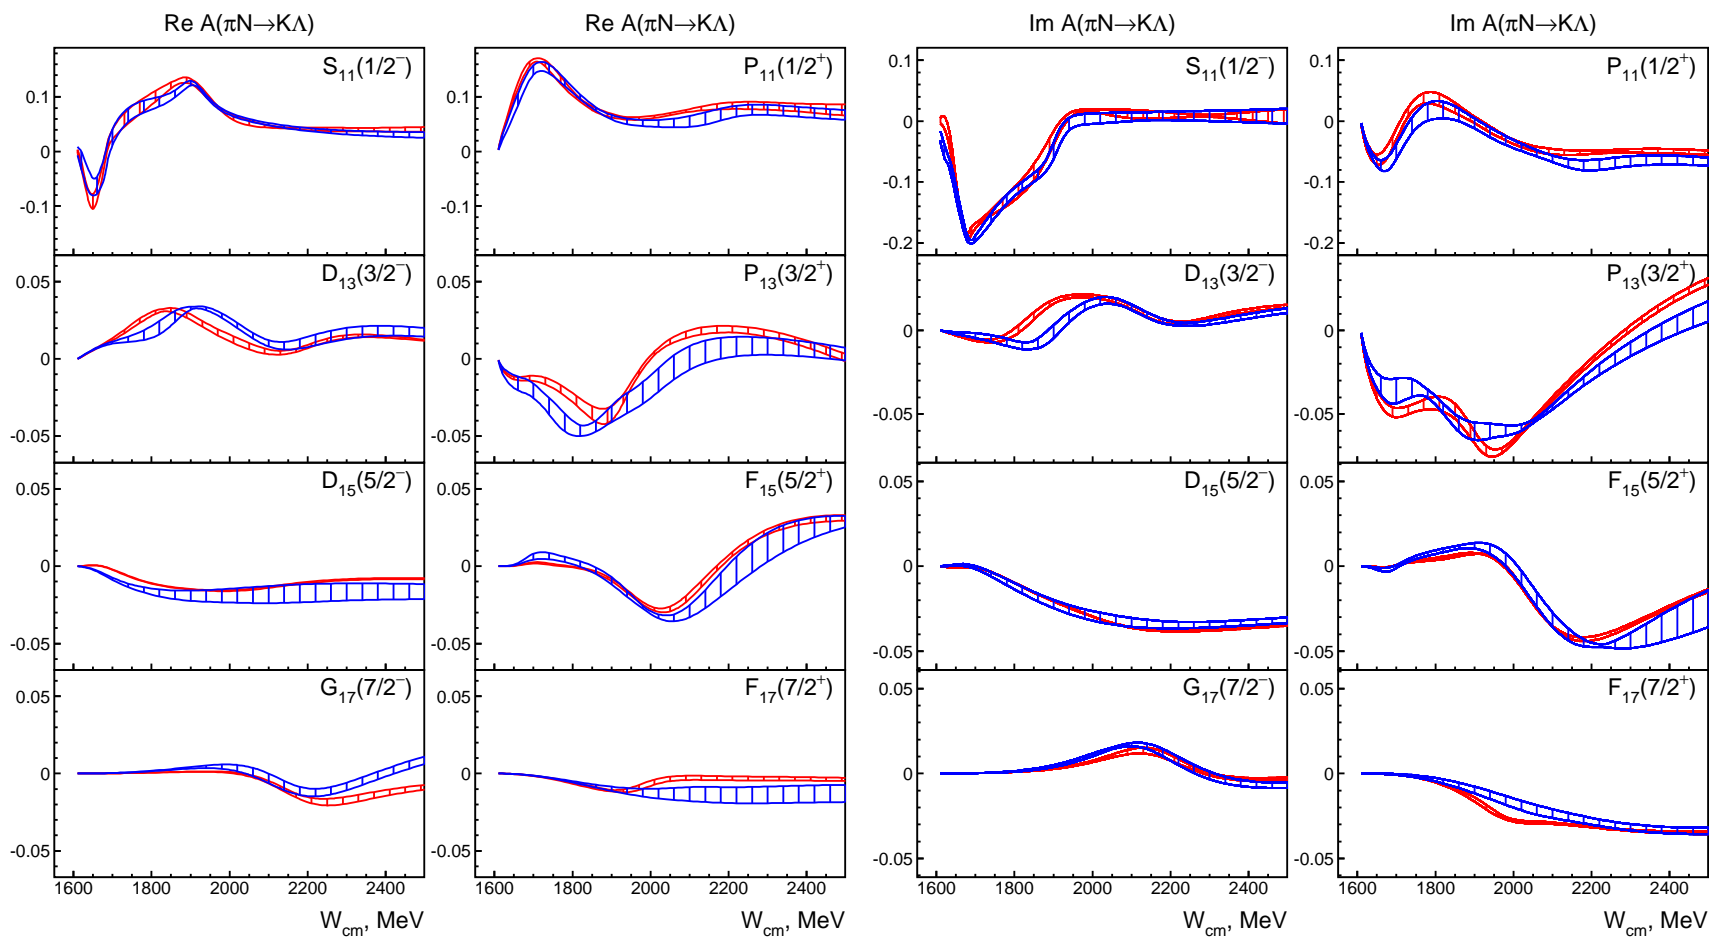 Re A(πN→KΛ) Re A(πN→KΛ) Im A(πN→KΛ) Im A(πN→KΛ)
S₁₁(1/2⁻) P₁₁(1/2⁺) S₁₁(1/2⁻) P₁₁(1/2⁺)
0.1 0.1 0.1 0.1
0 0 0 0
-0.1 -0.1 -0.1 -0.1
-0.2 -0.2
D₁₃(3/2⁻) P₁₃(3/2⁺) D₁₃(3/2⁻) P₁₃(3/2⁺)
0.05 0.05 0.05 0.05
0 0 0 0
-0.05 -0.05 -0.05 -0.05
D₁₅(5/2⁻) F₁₅(5/2⁺) D₁₅(5/2⁻) F₁₅(5/2⁺)
0.05 0.05 0.05 0.05
0 0 0 0
-0.05 -0.05 -0.05 -0.05
G₁₇(7/2⁻) F₁₇(7/2⁺) G₁₇(7/2⁻) F₁₇(7/2⁺)
0.05 0.05 0.05 0.05
0 0 0 0
-0.05 -0.05 -0.05 -0.05
1600 1800 2000 2200 2400 1600 1800 2000 2200 2400 1600 1800 2000 2200 2400 1600 1800 2000 2200 2400
W_cm, MeV W_cm, MeV W_cm, MeV W_cm, MeV